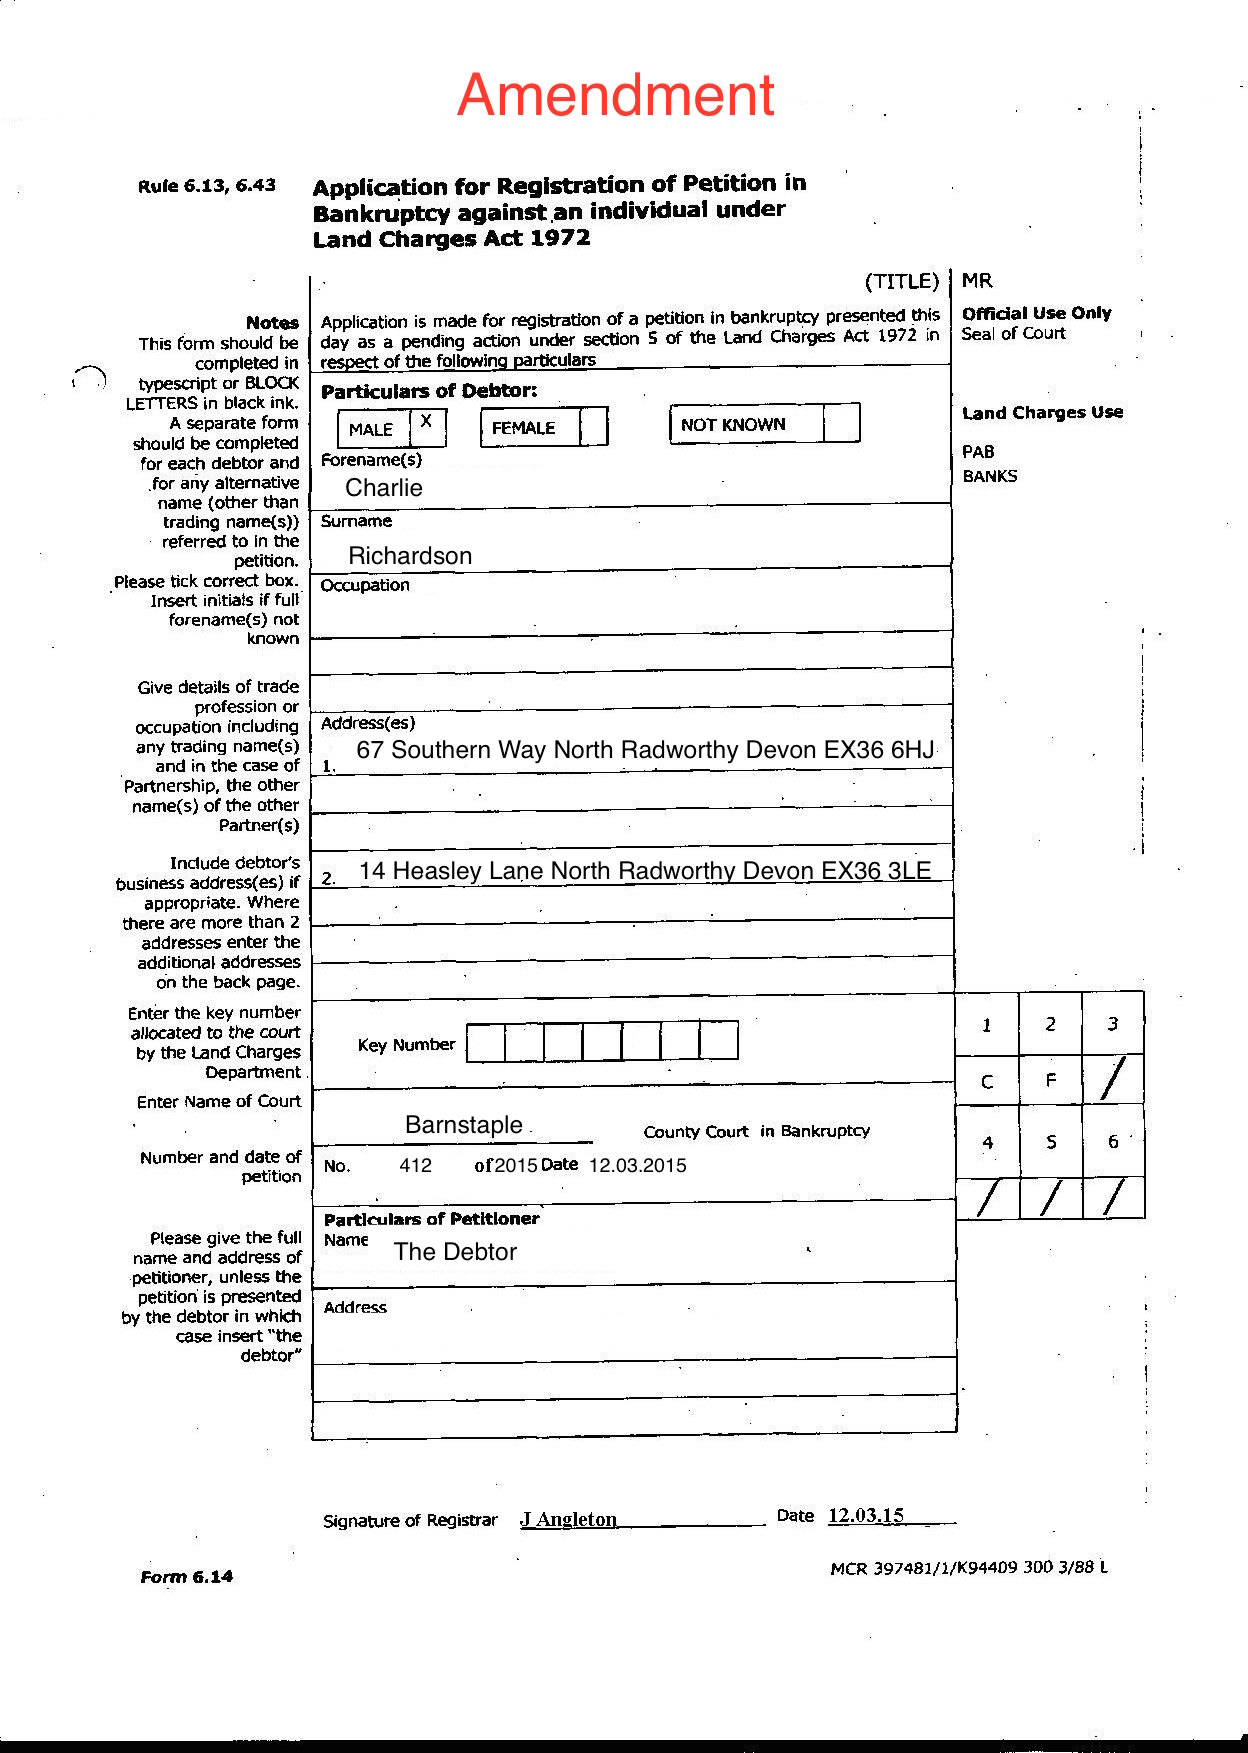 Amendment
Rule 6.13, 6.43
Application for Registration of Petition in
Bankruptcy against an individual under
Land Charges Act 1972
(TITLE)
MR
Notes
This form should be
completed in
typescript or BLOCK
LETTERS in black ink.
A separate form
should be completed
for each debtor and
for any alternative
name (other than
trading name(s))
referred to in the
petition.
Please tick correct box.
Insert initials if full
forename(s) not
known
Give details of trade
profession or
occupation including
any trading name(s)
and in the case of
Partnership, the other
name(s) of the other
Partner(s)
Include debtor's
business address(es) if
appropriate. Where
there are more than 2
addresses enter the
additional addresses
on the back page.
Enter the key number
allocated to the court
by the Land Charges
Department
Enter Name of Court
Number and date of
petition
Please give the full
name and address of
petitioner, unless the
petition is presented
by the debtor in which
case insert "the
debtor"
Application is made for registration of a petition in bankruptcy presented this
day as a pending action under section 5 of the Land Charges Act 1972 in
respect of the following particulars
Particulars of Debtor:
MALE X FEMALE NOT KNOWN
Forename(s)
Charlie
Surname
Richardson
Occupation
Address(es)
1. 67 Southern Way North Radworthy Devon EX36 6HJ
2. 14 Heasley Lane North Radworthy Devon EX36 3LE
Key Number
Barnstaple County Court in Bankruptcy
No. 412 of 2015 Date 12.03.2015
Particulars of Petitioner
Name
The Debtor
Address
Official Use Only
Seal of Court
Land Charges Use
PAB
BANKS
1 2 3
C F /
4 5 6
/ / /
Signature of Registrar J Angleton Date 12.03.15
Form 6.14
MCR 397481/1/K94409 300 3/88 L